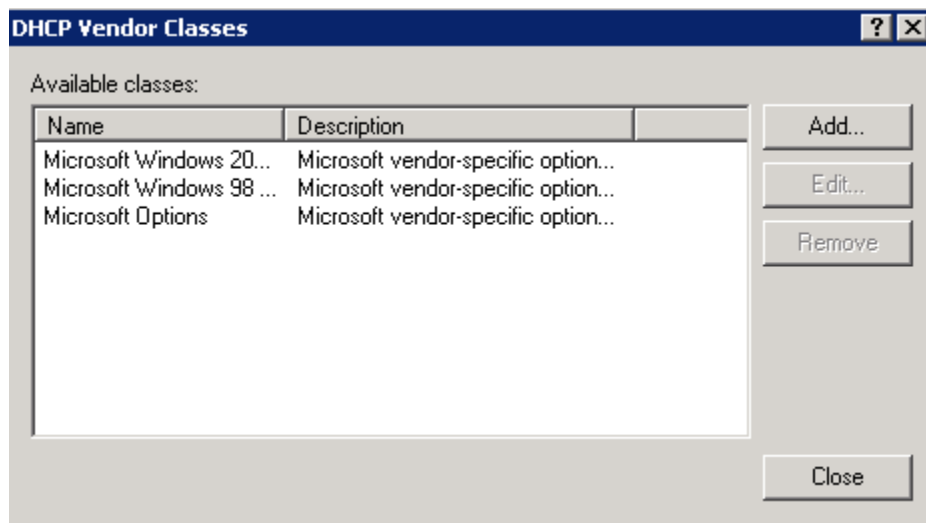 DHCP Vendor Classes
Available classes:
Name Description
Microsoft Windows 20... Microsoft vendor-specific option...
Microsoft Windows 98 ... Microsoft vendor-specific option...
Microsoft Options Microsoft vendor-specific option...
Add...
Edit...
Remove
Close